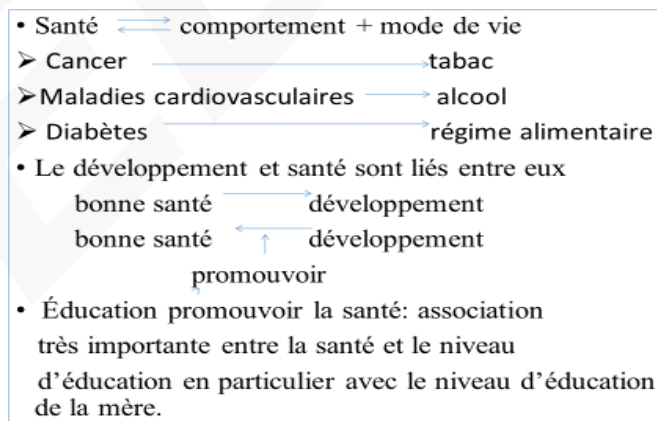 • Santé ⇄ comportement + mode de vie
➤ Cancer → tabac
➤Maladies cardiovasculaires → alcool
➤ Diabètes → régime alimentaire
• Le développement et santé sont liés entre eux
bonne santé → développement
bonne santé ← développement
↑
promouvoir
• Éducation promouvoir la santé: association
très importante entre la santé et le niveau
d'éducation en particulier avec le niveau d'éducation
de la mère.